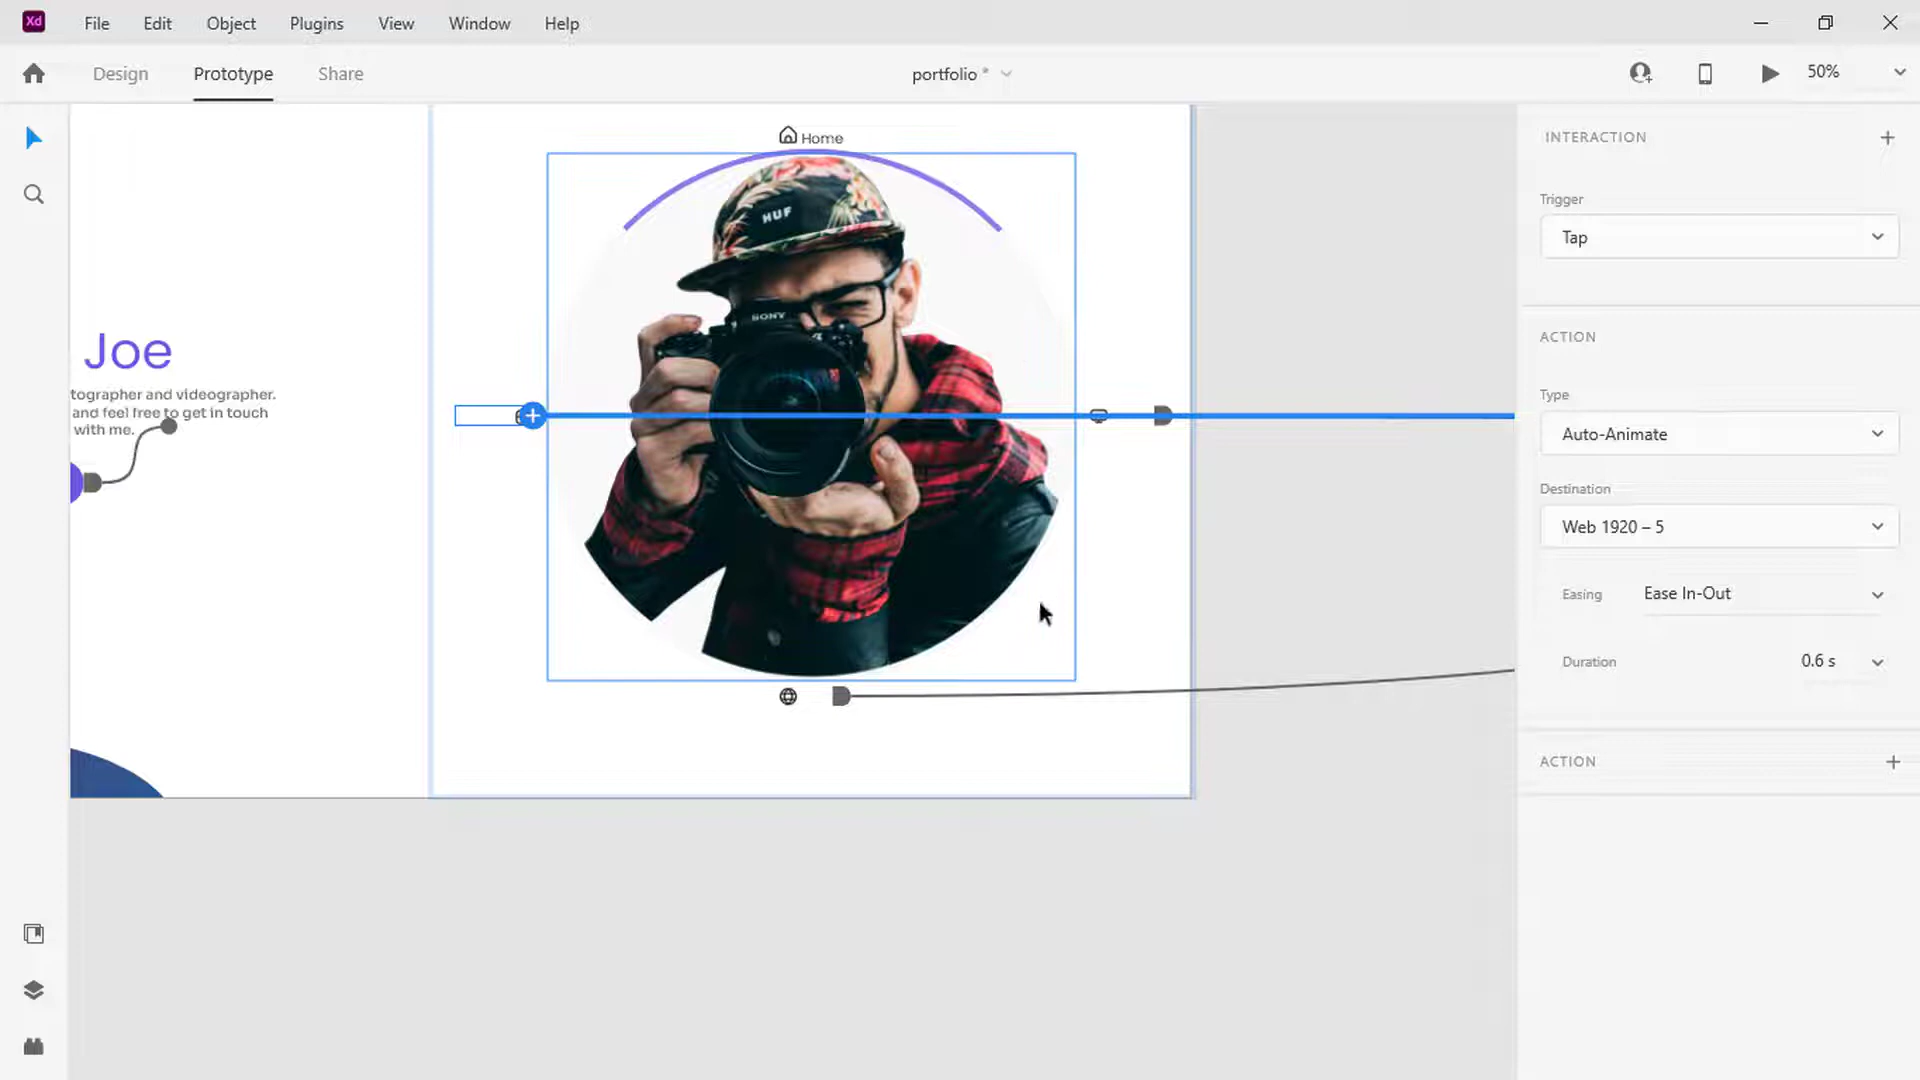 Xd File Edit Object Plugins View Window Help
Design Prototype Share portfolio * 50%
Home
HUF
SONY
Joe
tographer and videographer.
and feel free to get in touch
with me.
INTERACTION
Trigger
Tap
ACTION
Type
Auto-Animate
Destination
Web 1920 – 5
Easing Ease In-Out
Duration 0.6 s
ACTION